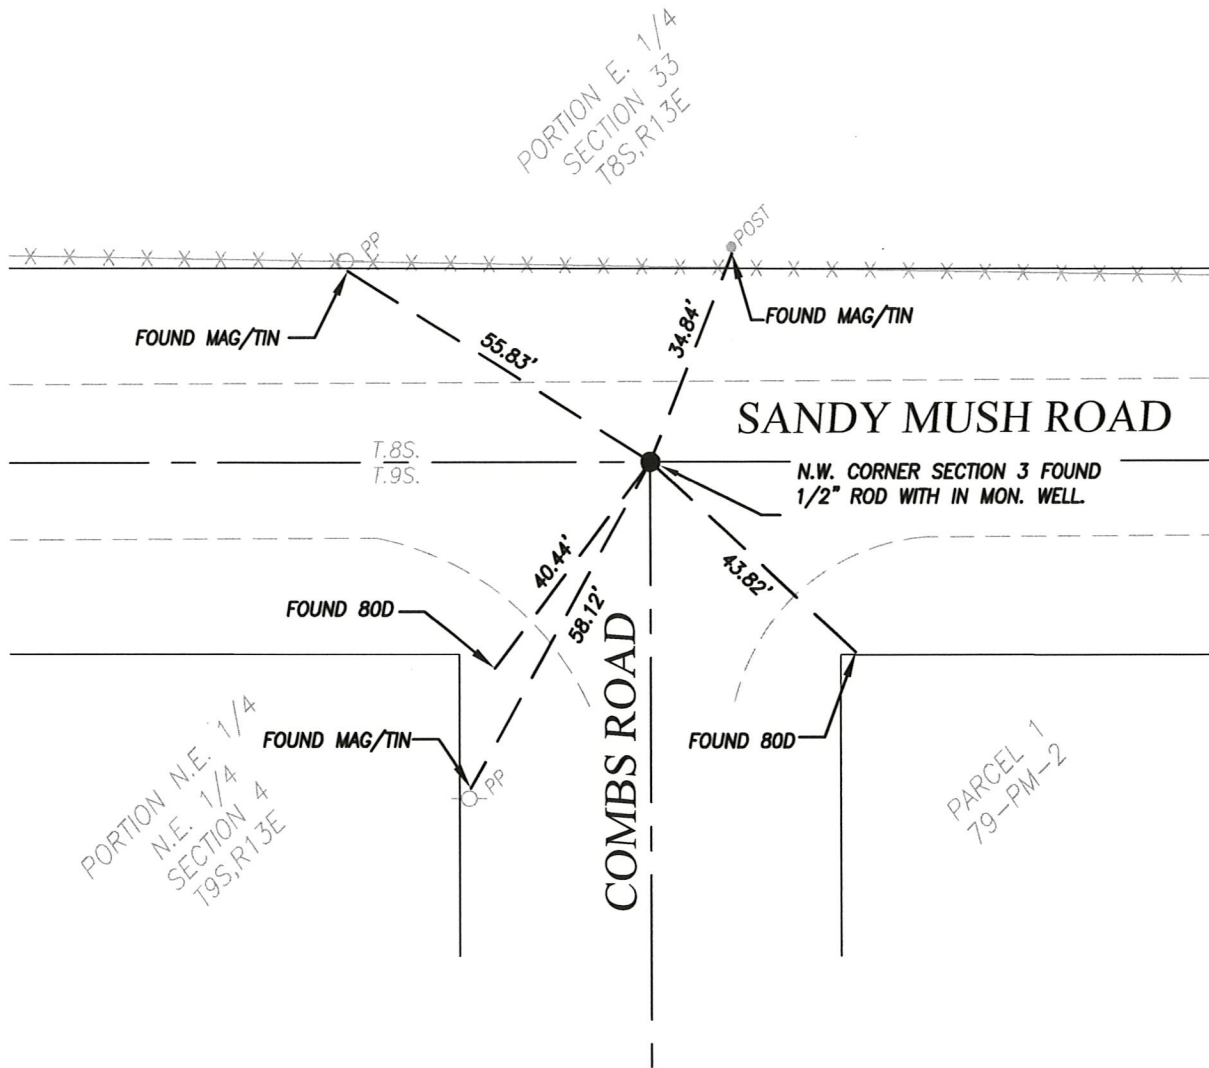 PORTION E. 1/4
SECTION 33
T8S,R13E
PP
POST
FOUND MAG/TIN
FOUND MAG/TIN
55.83'
34.84'
SANDY MUSH ROAD
T.8S.
T.9S.
N.W. CORNER SECTION 3 FOUND
1/2" ROD WITH IN MON. WELL.
40.44'
58.12'
43.82'
FOUND 80D
FOUND MAG/TIN
PP
COMBS ROAD
FOUND 80D
PORTION N.E. 1/4
N.E. 1/4
SECTION 4
T9S,R13E
PARCEL 1
79-PM-2